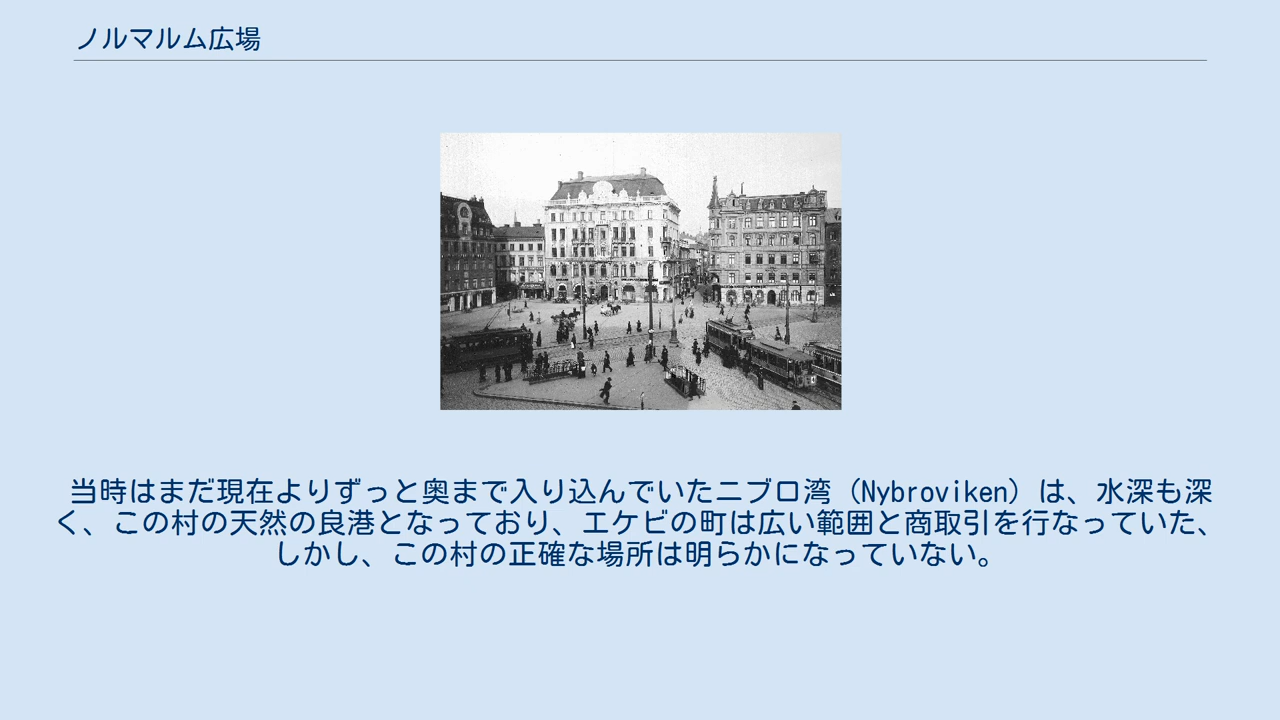 ノルマルム広場
当時はまだ現在よりずっと奥まで入り込んでいたニブロ湾（Nybroviken）は、水深も深
く、この村の天然の良港となっており、エケビの町は広い範囲と商取引を行なっていた、
しかし、この村の正確な場所は明らかになっていない。